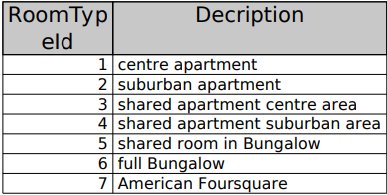 RoomTyp Decription
eId
1 centre apartment
2 suburban apartment
3 shared apartment centre area
4 shared apartment suburban area
5 shared room in Bungalow
6 full Bungalow
7 American Foursquare